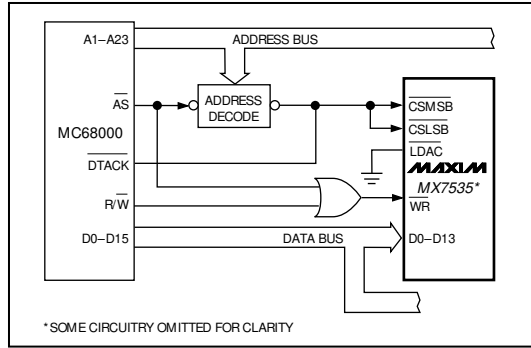 A1–A23
ADDRESS BUS
AS
ADDRESS
DECODE
CSMSB
CSLSB
MC68000
LDAC
DTACK
MAXIM
MX7535*
R/W
WR
D0–D15
DATA BUS
D0–D13
*SOME CIRCUITRY OMITTED FOR CLARITY